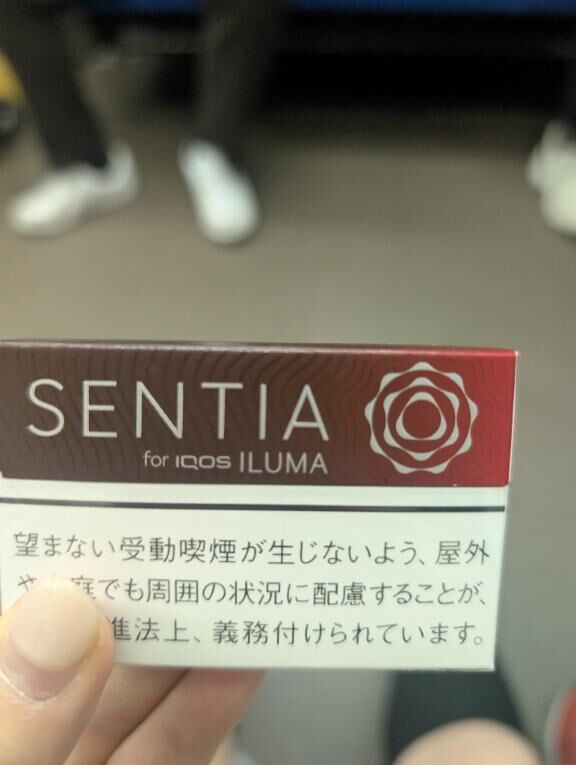 SENTIA
for IQOS ILUMA
望まない受動喫煙が生じないよう、屋外
や 庭でも周囲の状況に配慮することが、
進法上、義務付けられています。